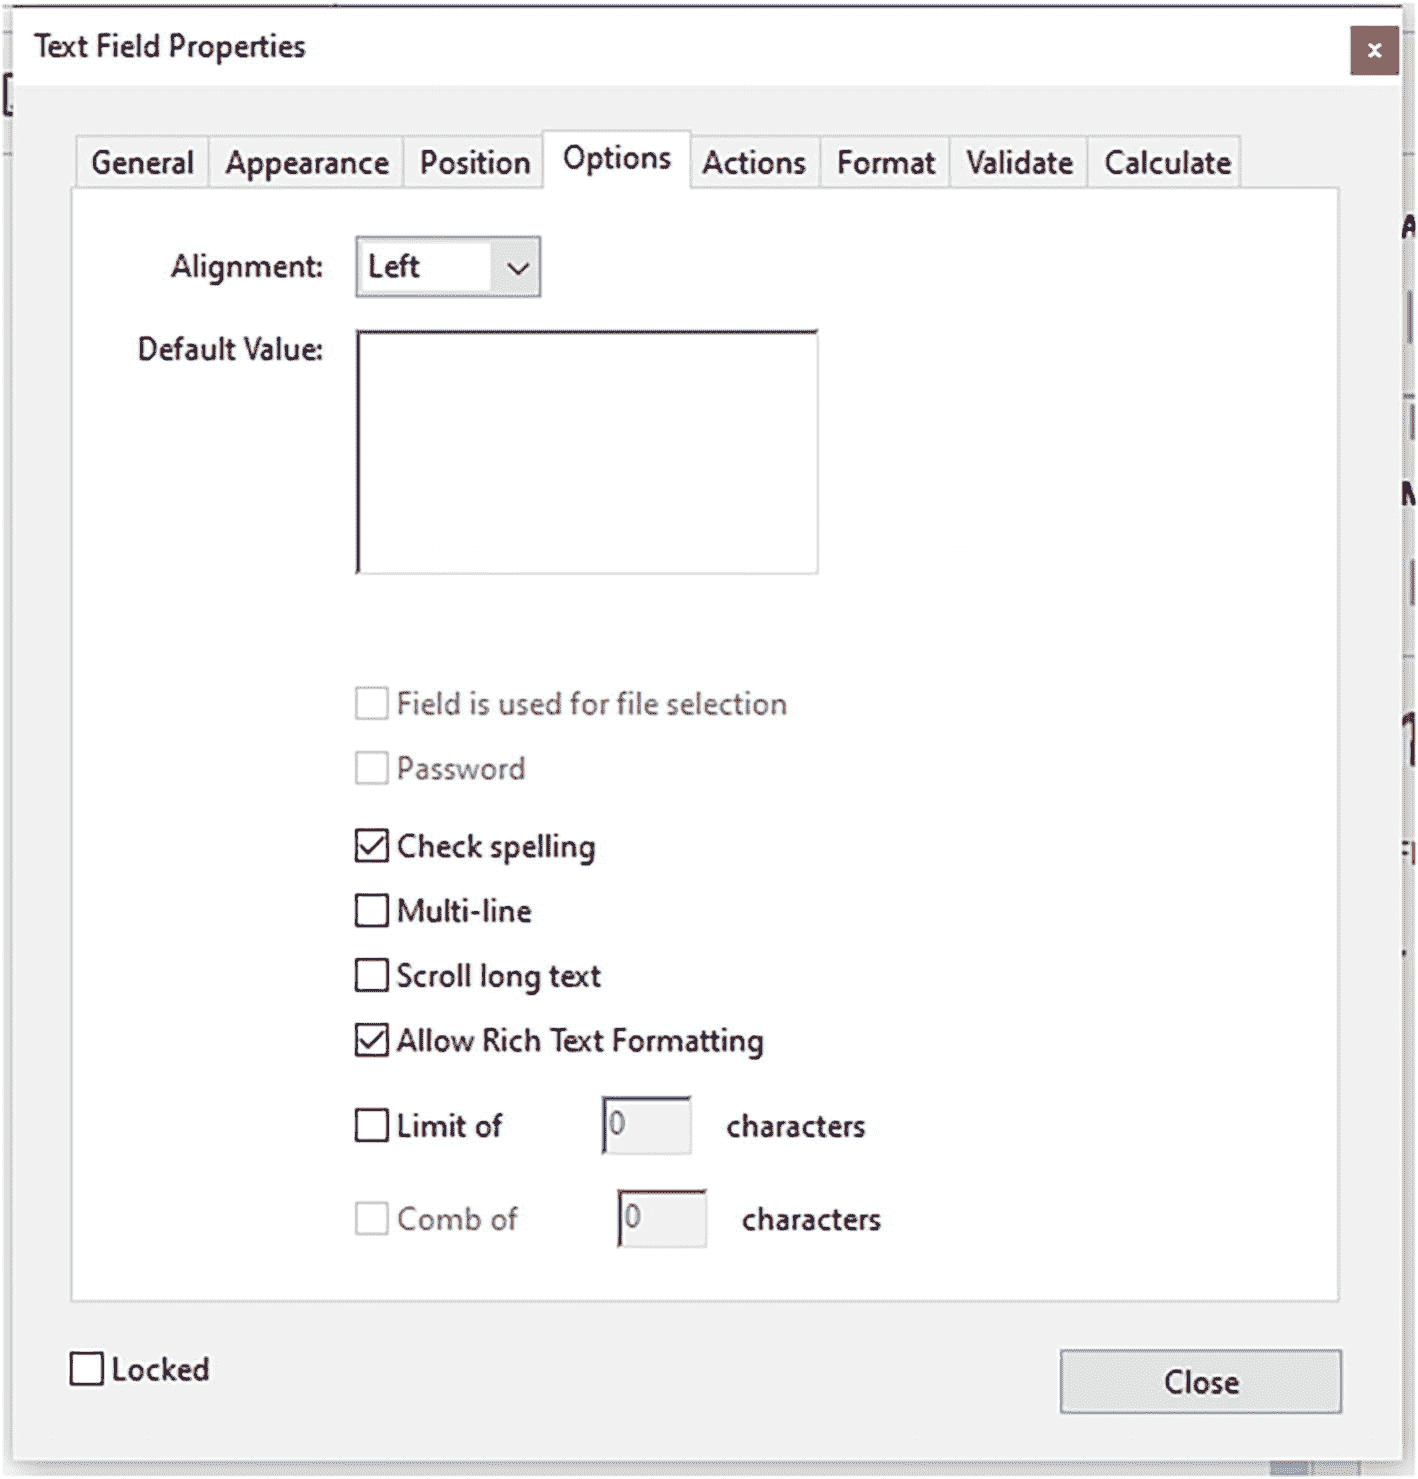 Text Field Properties
x
General Appearance Position Options Actions Format Validate Calculate
Alignment: Left
Default Value:
Field is used for file selection
Password
Check spelling
Multi-line
Scroll long text
Allow Rich Text Formatting
Limit of 0 characters
Comb of 0 characters
Locked
Close